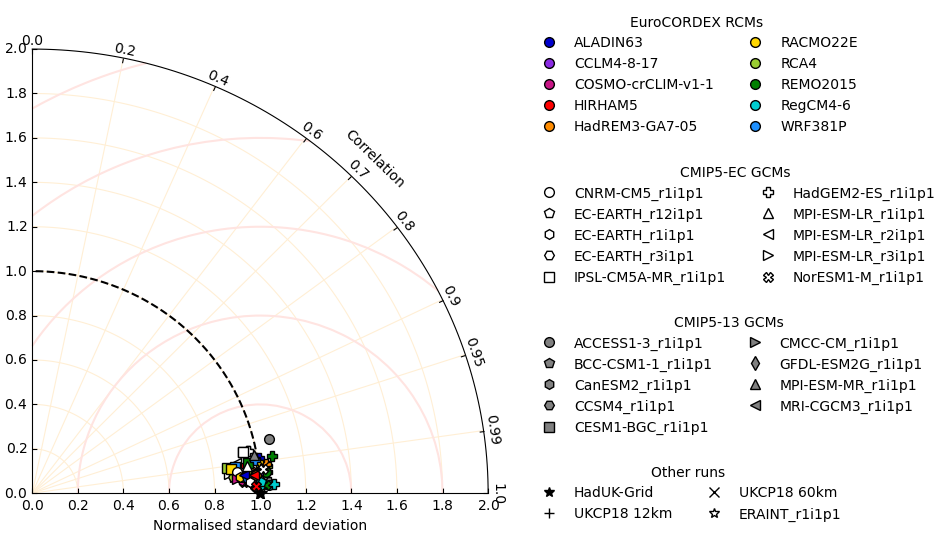 EuroCORDEX RCMs
ALADIN63 RACMO22E
CCLM4-8-17 RCA4
COSMO-crCLIM-v1-1 REMO2015
HIRHAM5 RegCM4-6
HadREM3-GA7-05 WRF381P
CMIP5-EC GCMs
CNRM-CM5_r1i1p1 HadGEM2-ES_r1i1p1
EC-EARTH_r12i1p1 MPI-ESM-LR_r1i1p1
EC-EARTH_r1i1p1 MPI-ESM-LR_r2i1p1
EC-EARTH_r3i1p1 MPI-ESM-LR_r3i1p1
IPSL-CM5A-MR_r1i1p1 NorESM1-M_r1i1p1
CMIP5-13 GCMs
ACCESS1-3_r1i1p1 CMCC-CM_r1i1p1
BCC-CSM1-1_r1i1p1 GFDL-ESM2G_r1i1p1
CanESM2_r1i1p1 MPI-ESM-MR_r1i1p1
CCSM4_r1i1p1 MRI-CGCM3_r1i1p1
CESM1-BGC_r1i1p1
Other runs
HadUK-Grid UKCP18 60km
UKCP18 12km ERAINT_r1i1p1
Correlation
0.0
0.2
0.4
0.6
0.7
0.8
0.9
0.95
0.99
1.0
2.0
1.8
1.6
1.4
1.2
1.0
0.8
0.6
0.4
0.2
0.0
0.0 0.2 0.4 0.6 0.8 1.0 1.2 1.4 1.6 1.8 2.0
Normalised standard deviation